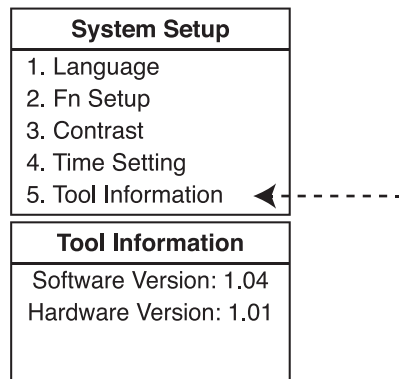 System Setup
1. Language
2. Fn Setup
3. Contrast
4. Time Setting
5. Tool Information
Tool Information
Software Version: 1.04
Hardware Version: 1.01